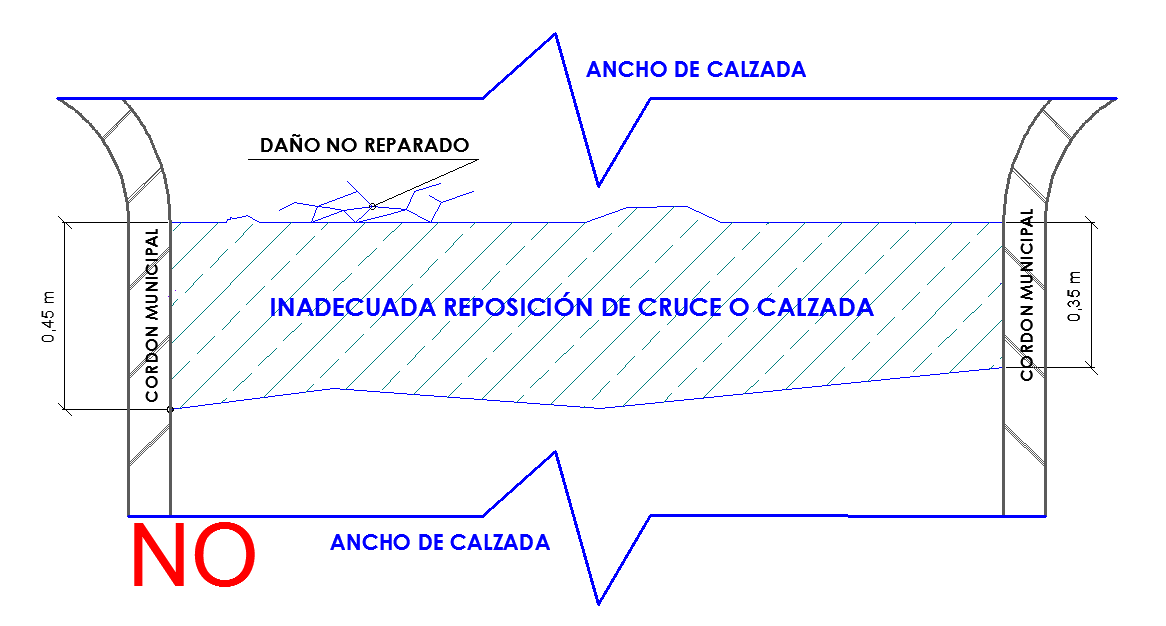 ANCHO DE CALZADA
DAÑO NO REPARADO
0,45 m
CORDON MUNICIPAL
INADECUADA REPOSICIÓN DE CRUCE O CALZADA
CORDON MUNICIPAL
0,35 m
NO
ANCHO DE CALZADA